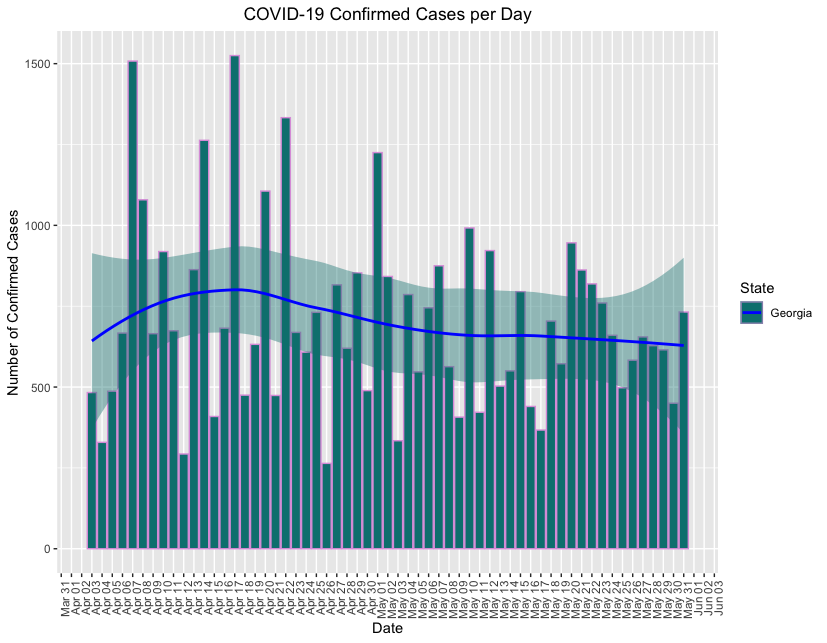 COVID-19 Confirmed Cases per Day
Number of Confirmed Cases
1500
1000
500
0
Mar 31
Apr 01
Apr 02
Apr 03
Apr 04
Apr 05
Apr 06
Apr 07
Apr 08
Apr 09
Apr 10
Apr 11
Apr 12
Apr 13
Apr 14
Apr 15
Apr 16
Apr 17
Apr 18
Apr 19
Apr 20
Apr 21
Apr 22
Apr 23
Apr 24
Apr 25
Apr 26
Apr 27
Apr 28
Apr 29
Apr 30
May 01
May 02
May 03
May 04
May 05
May 06
May 07
May 08
May 09
May 10
May 11
May 12
May 13
May 14
May 15
May 16
May 17
May 18
May 19
May 20
May 21
May 22
May 23
May 24
May 25
May 26
May 27
May 28
May 29
May 30
May 31
Jun 01
Jun 02
Jun 03
Date
State
Georgia